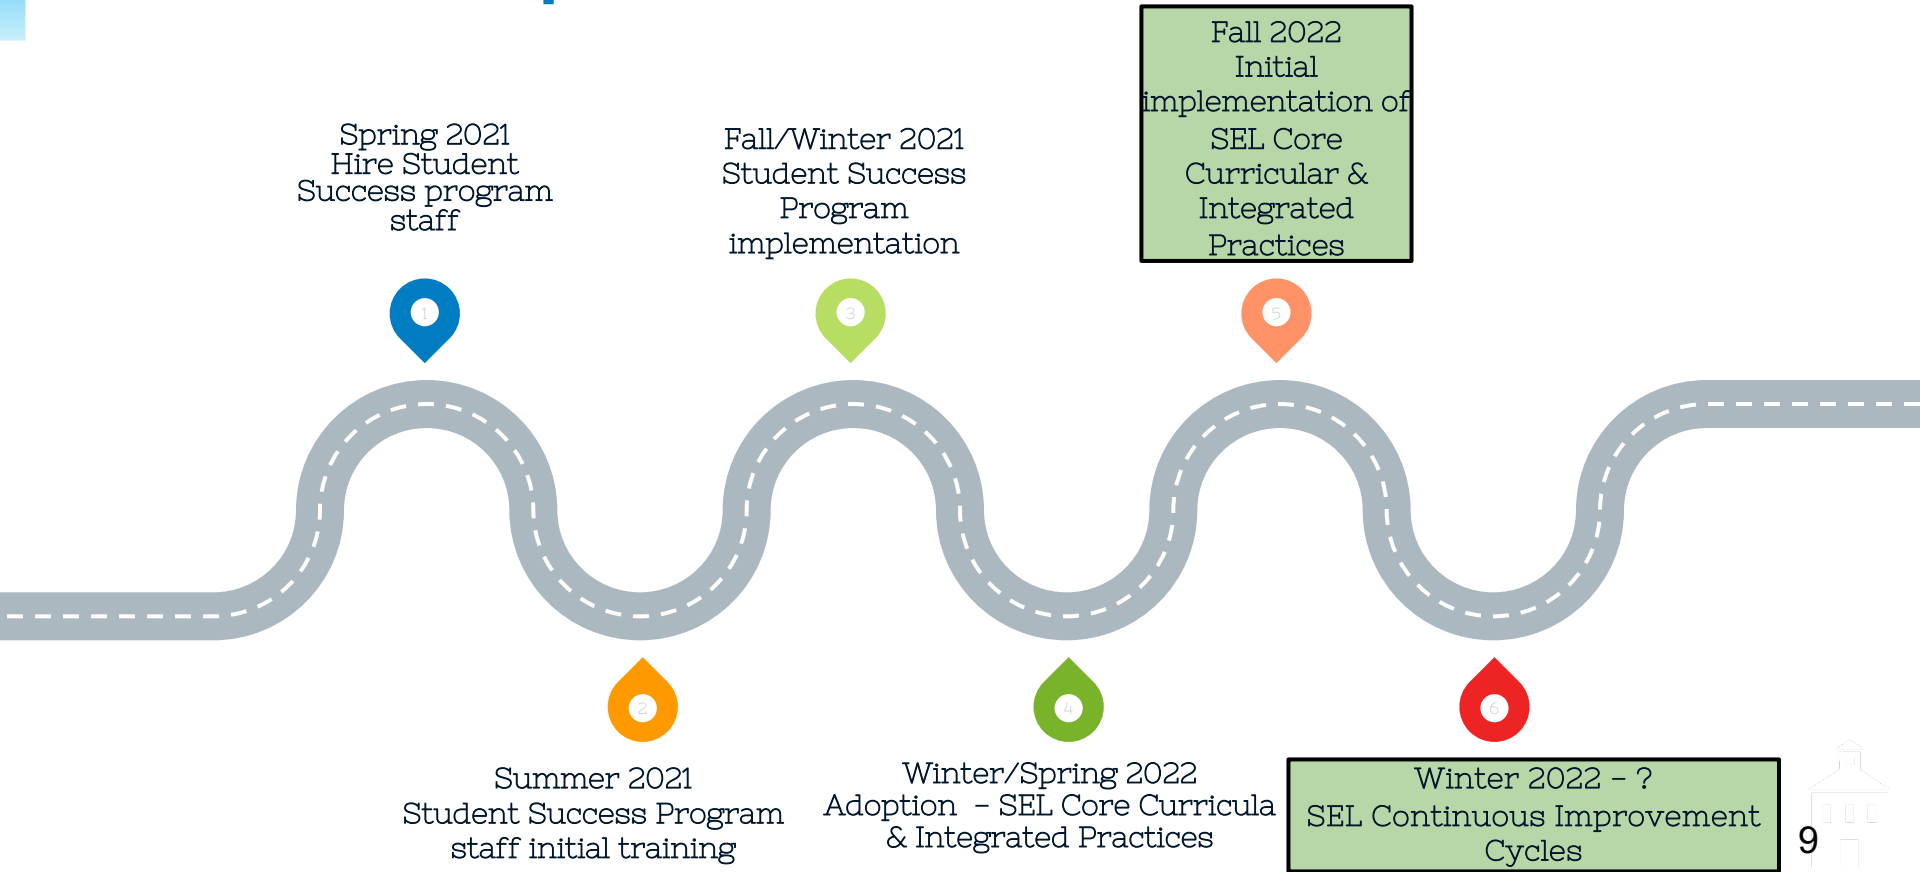 Spring 2021
Hire Student
Success program
staff
Fall/Winter 2021
Student Success
Program
implementation
Fall 2022
Initial
implementation of
SEL Core
Curricular &
Integrated
Practices
1
3
5
2
4
6
Summer 2021
Student Success Program
staff initial training
Winter/Spring 2022
Adoption – SEL Core Curricula
& Integrated Practices
Winter 2022 – ?
SEL Continuous Improvement
Cycles
9